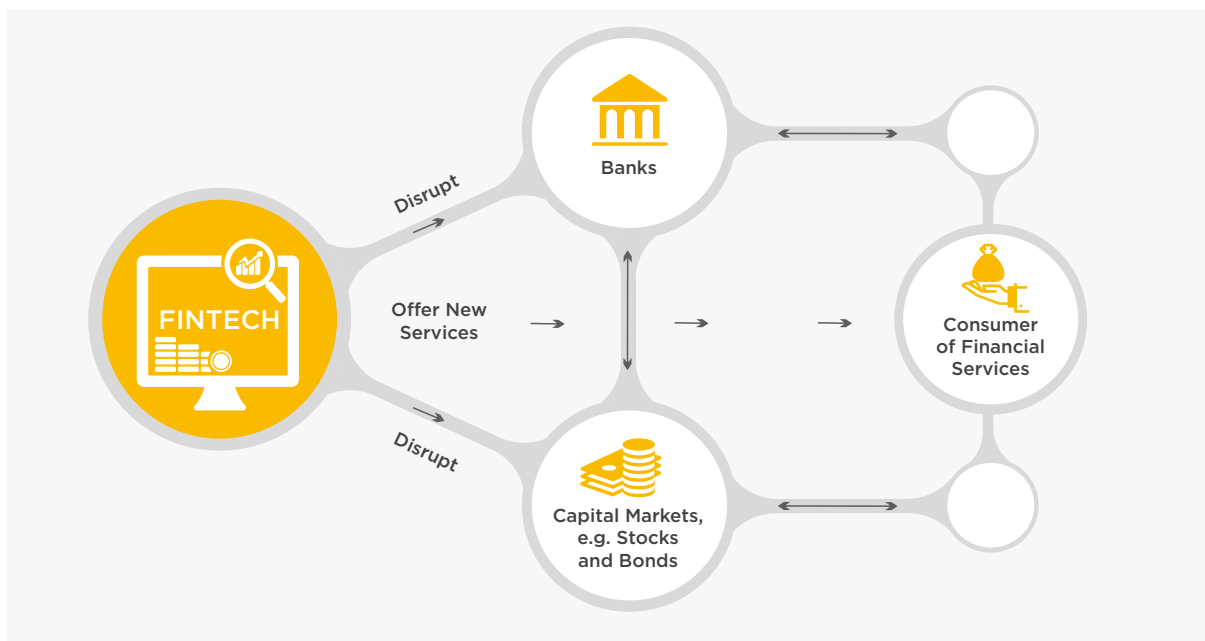 Banks
Disrupt
FINTECH
Offer New
Services
Consumer
of Financial
Services
Disrupt
Capital Markets,
e.g. Stocks
and Bonds